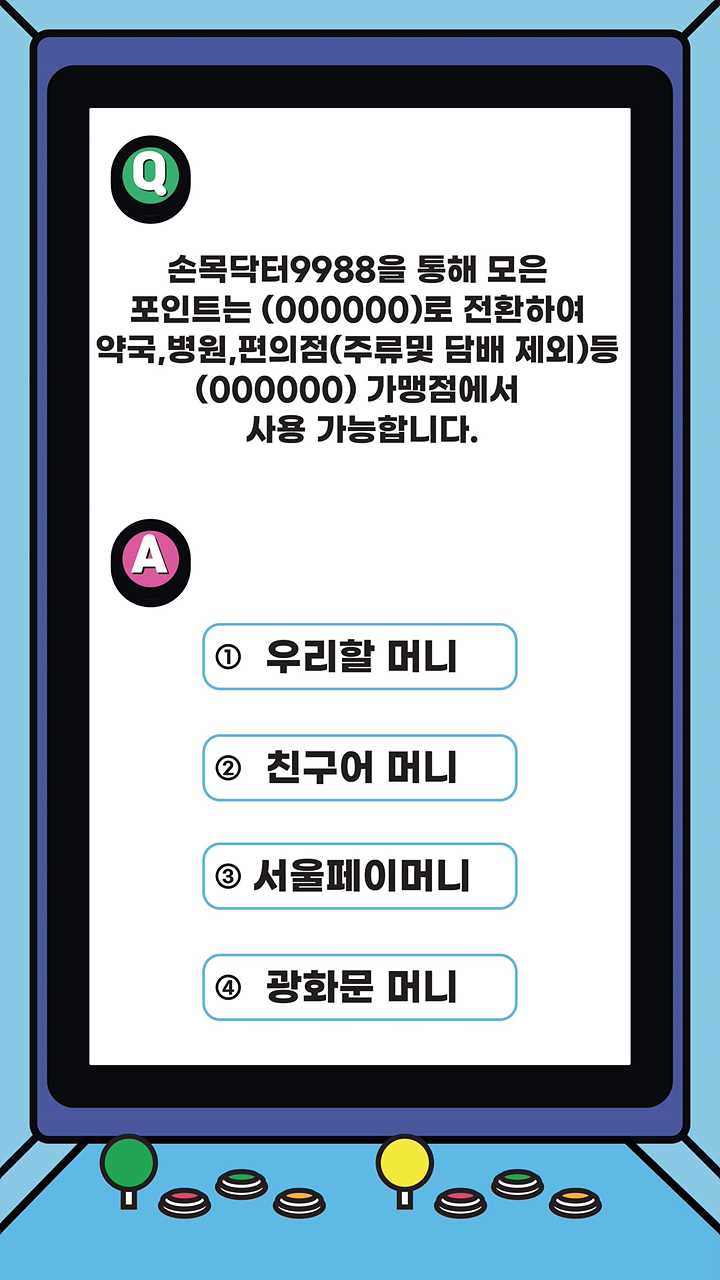 Q
손목닥터9988을 통해 모은
포인트는 (000000)로 전환하여
약국,병원,편의점(주류및 담배 제외)등
(000000) 가맹점에서
사용 가능합니다.
A
① 우리할 머니
② 친구어 머니
③ 서울페이머니
④ 광화문 머니